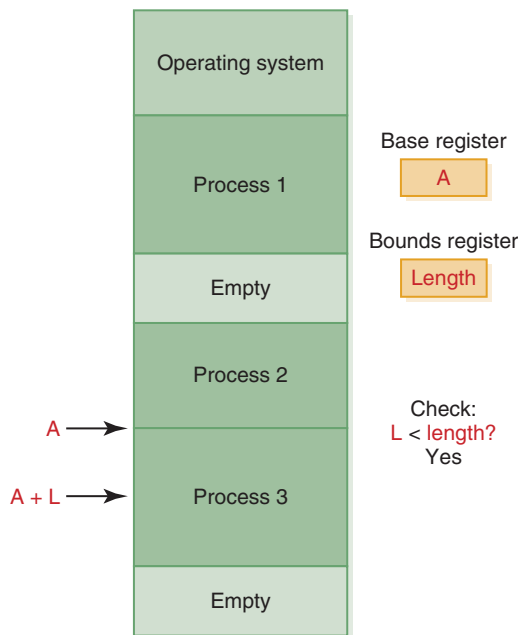 Operating system
Process 1
Empty
Process 2
Process 3
Empty
A
A + L
Base register
A
Bounds register
Length
Check:
L < length?
Yes